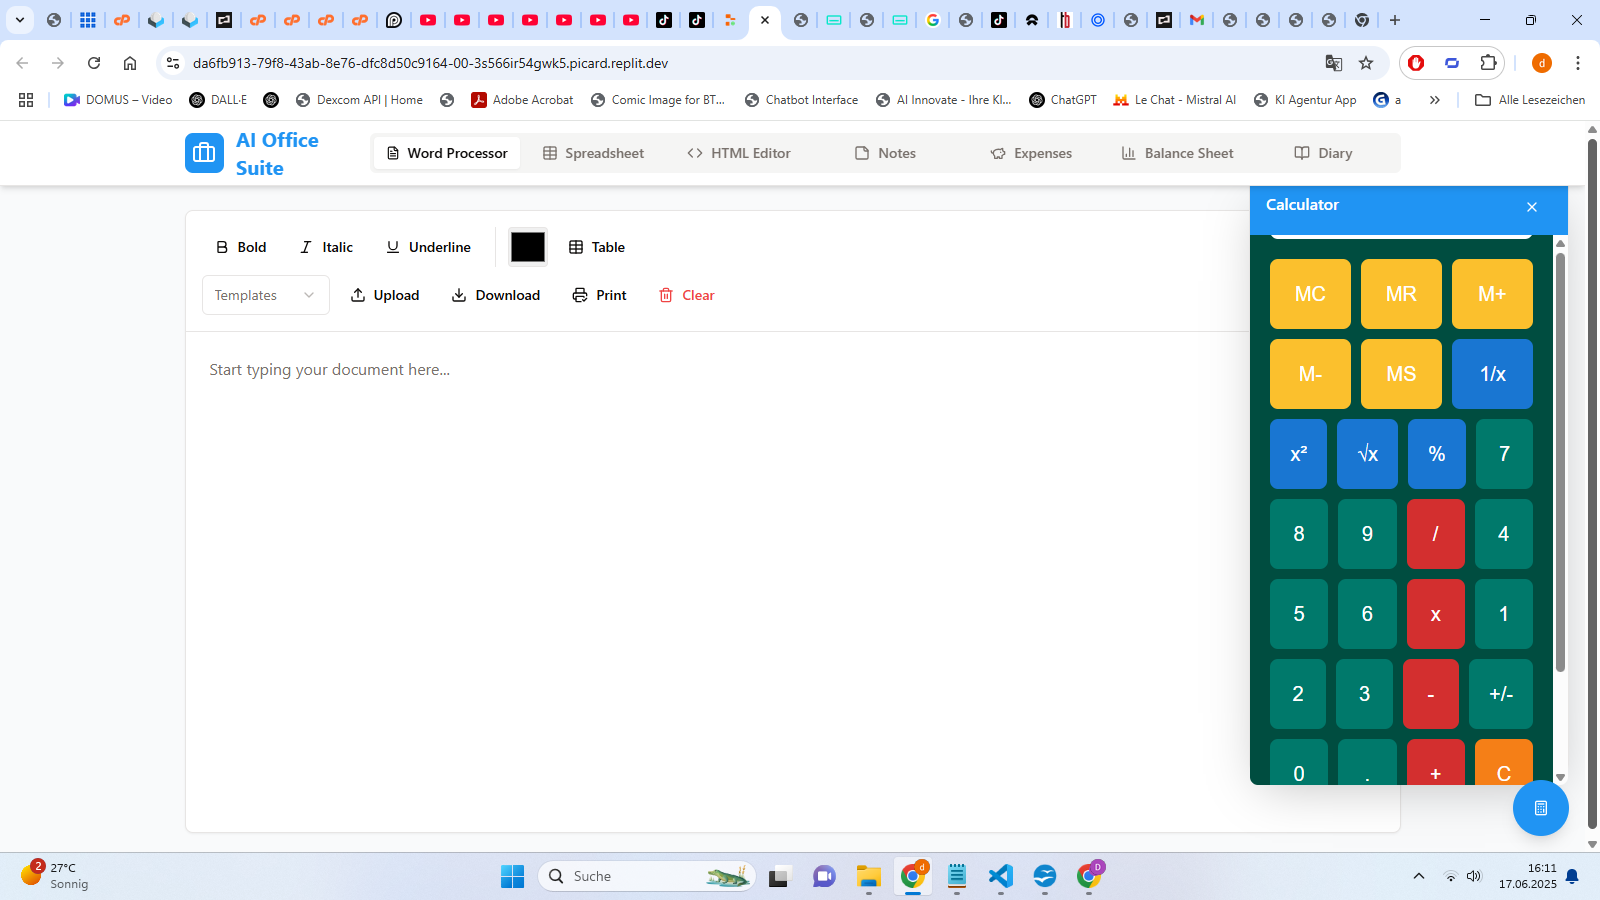 da6fb913-79f8-43ab-8e76-dfc8d50c9164-00-3s566ir54gwk5.picard.replit.dev
d
DOMUS – Video
DALL·E
Dexcom API | Home
Adobe Acrobat
Comic Image for BT...
Chatbot Interface
AI Innovate - Ihre KI...
ChatGPT
Le Chat - Mistral AI
KI Agentur App
a
»
Alle Lesezeichen
AI Office
Suite
Word Processor
Spreadsheet
HTML Editor
Notes
Expenses
Balance Sheet
Diary
B Bold
I Italic
U Underline
Table
Templates
Upload
Download
Print
Clear
Start typing your document here...
Calculator
MC MR M+
M- MS 1/x
x² √x % 7
8 9 / 4
5 6 x 1
2 3 - +/-
0 . + C
2
27°C
Sonnig
Suche
d
D
16:11
17.06.2025